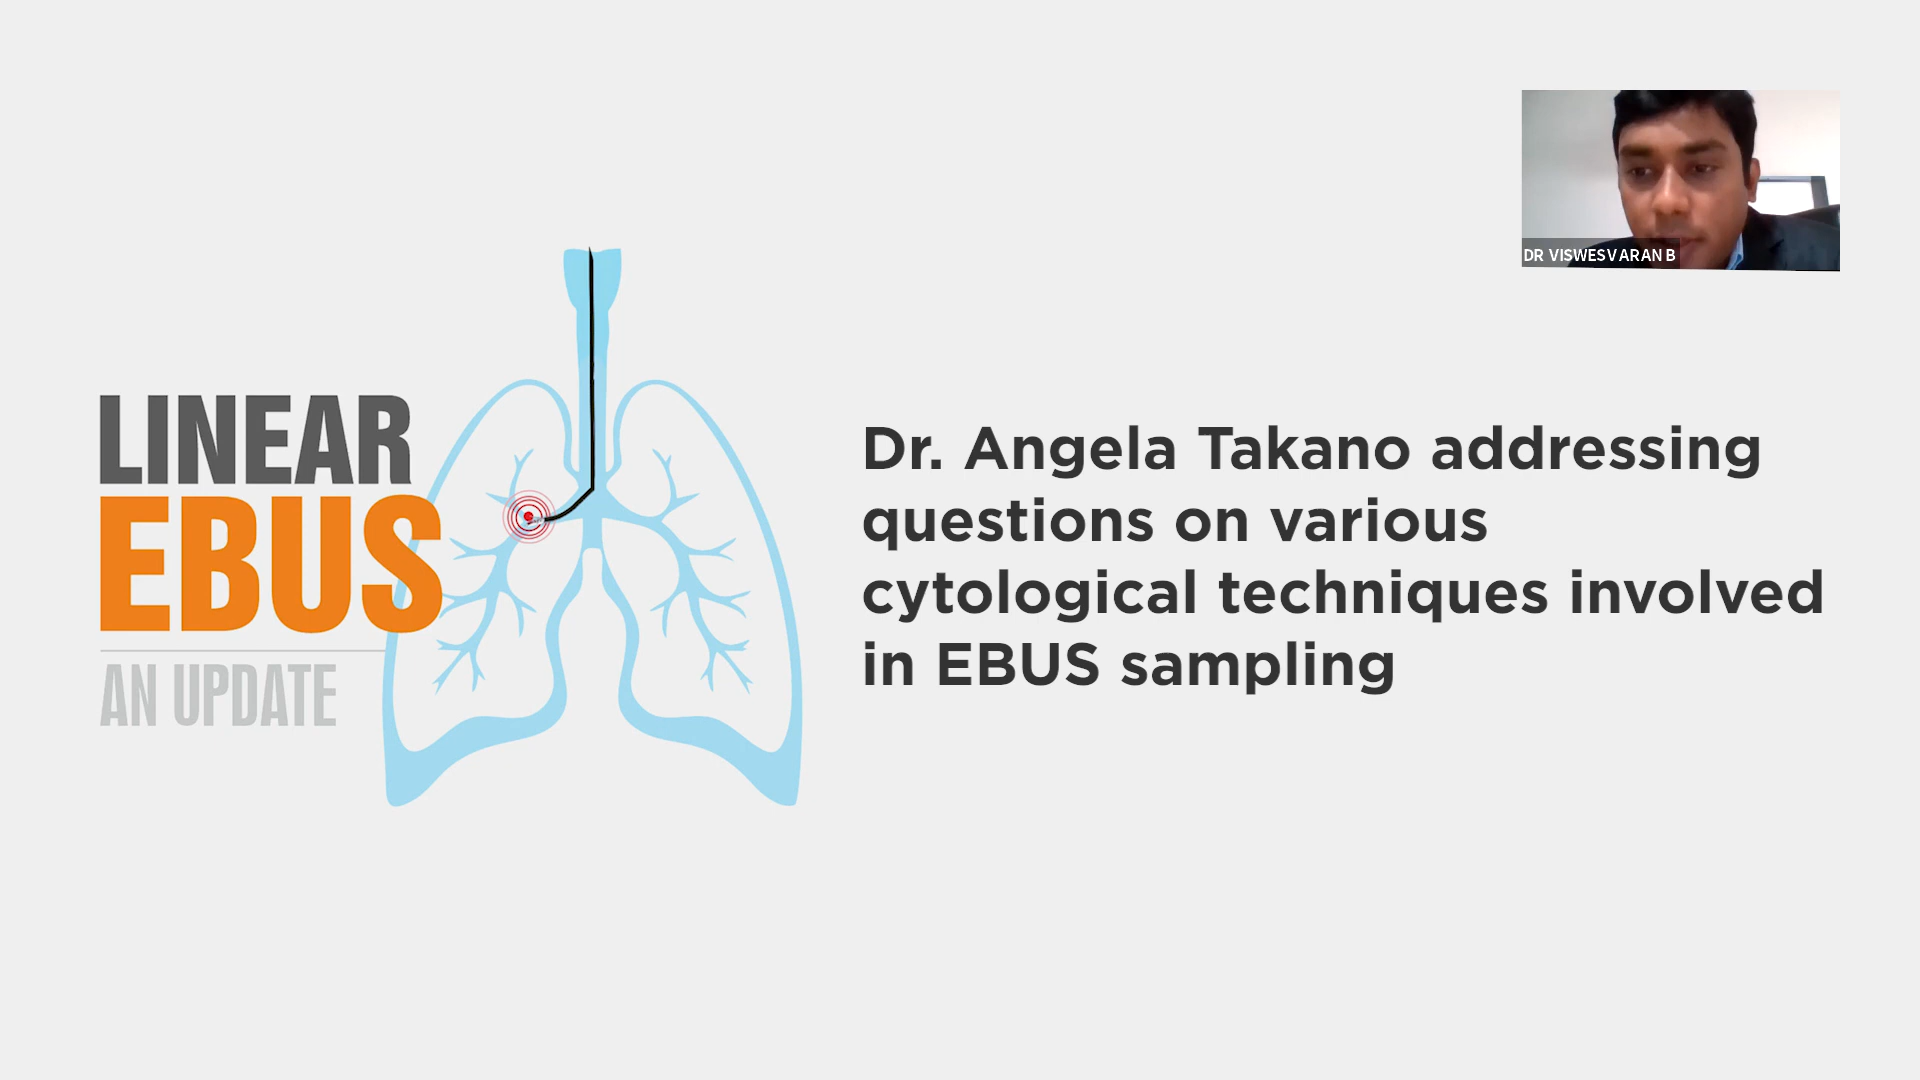 DR VISWESVARAN B
LINEAR
EBUS
AN UPDATE
Dr. Angela Takano addressing
questions on various
cytological techniques involved
in EBUS sampling